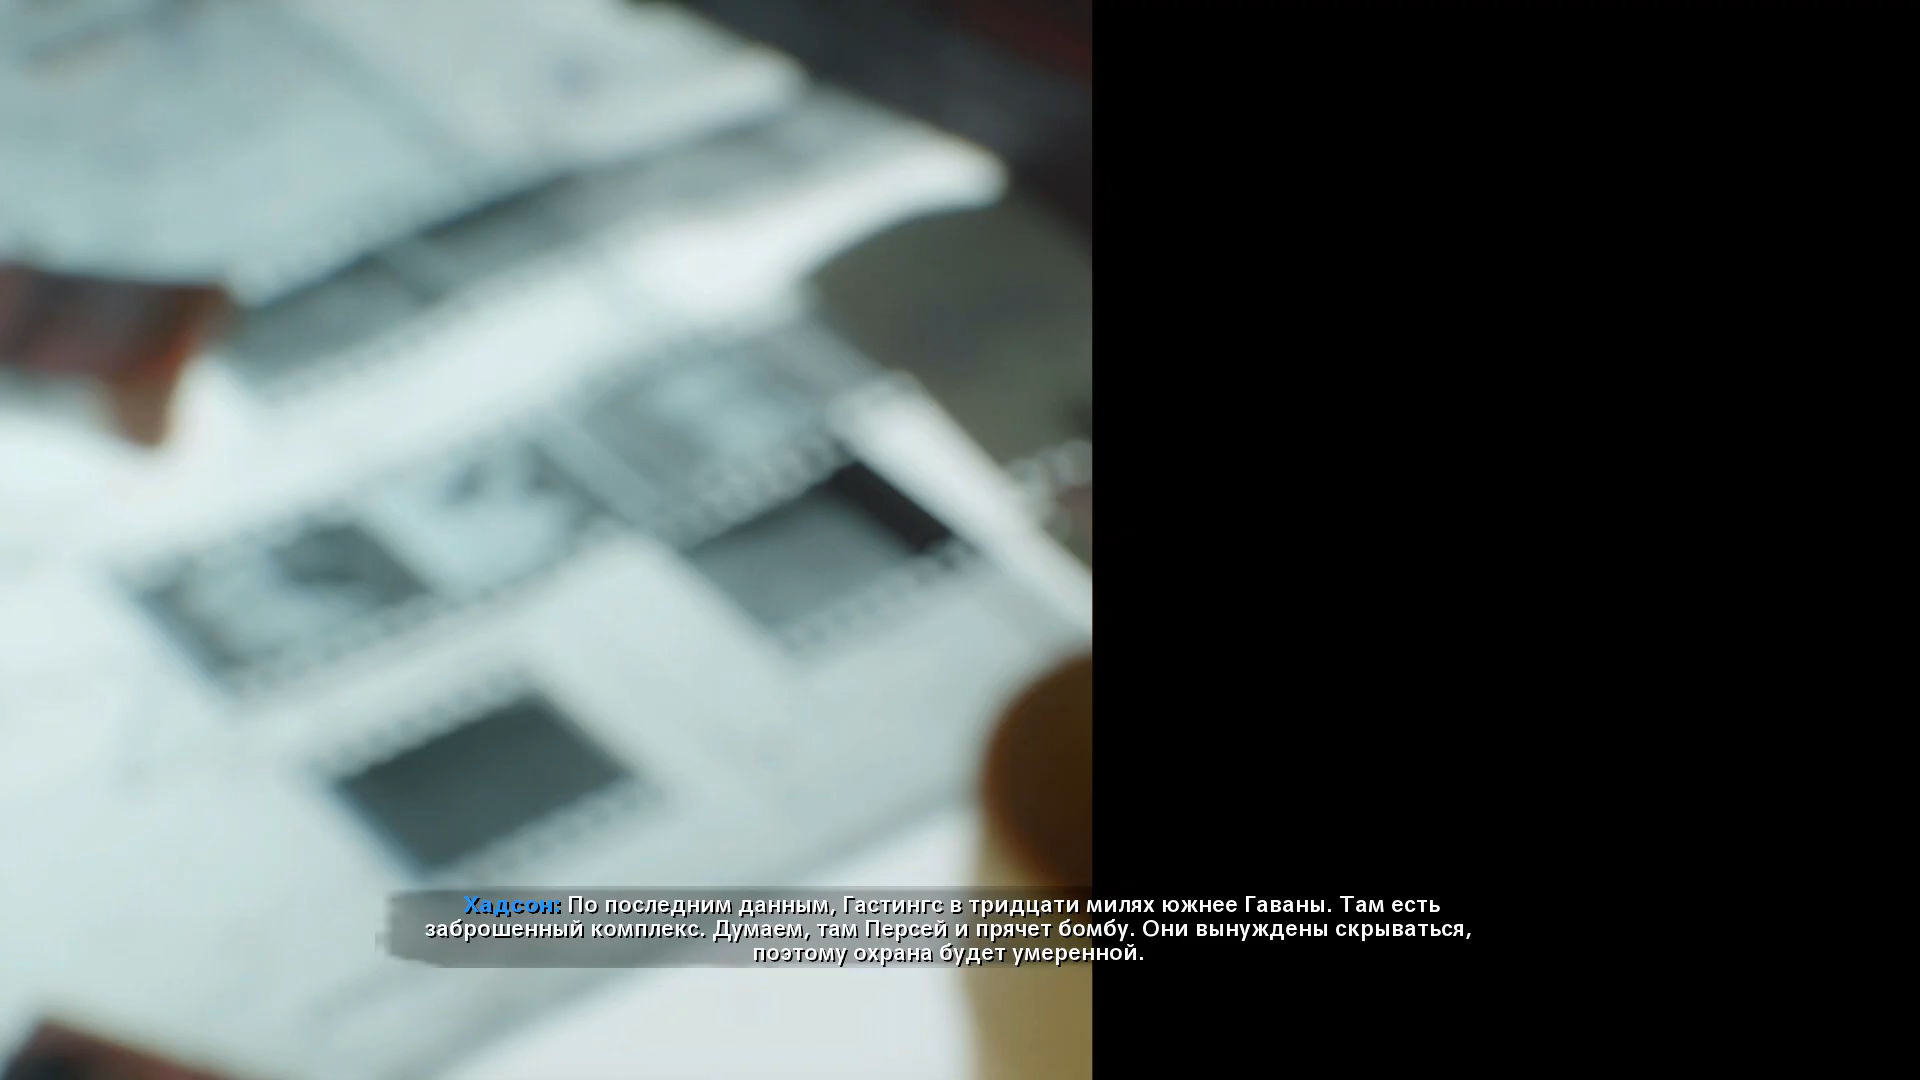 Хадсон: По последним данным, Гастингс в тридцати милях южнее Гаваны. Там есть
заброшенный комплекс. Думаем, там Персей и прячет бомбу. Они вынуждены скрываться,
поэтому охрана будет умеренной.